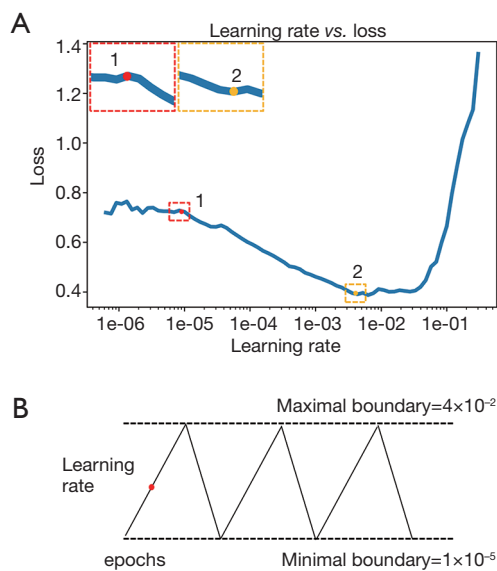 A
Learning rate vs. loss
1.4
1.2
1.0
0.8
0.6
0.4
Loss
1
2
1
2
1e-06
1e-05
1e-04
1e-03
1e-02
1e-01
Learning rate
B
Maximal boundary=4×10⁻²
Learning
rate
epochs
Minimal boundary=1×10⁻⁵